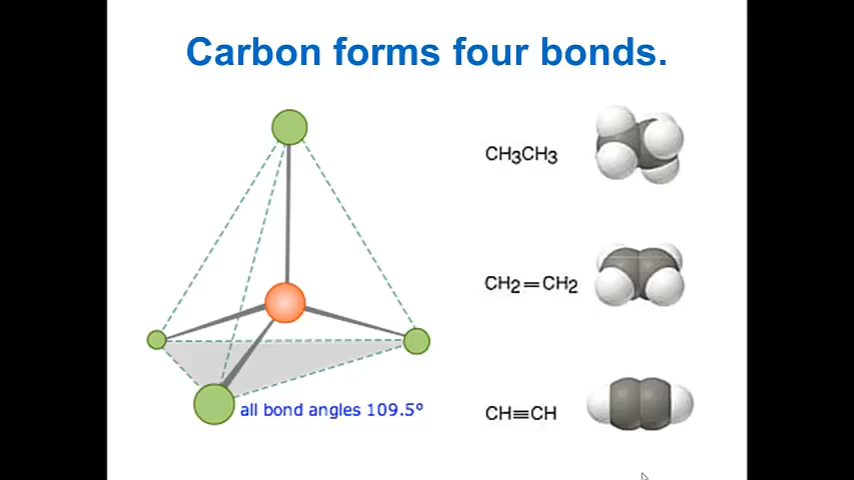 Carbon forms four bonds.
CH3CH3
CH2=CH2
all bond angles 109.5°
CH≡CH